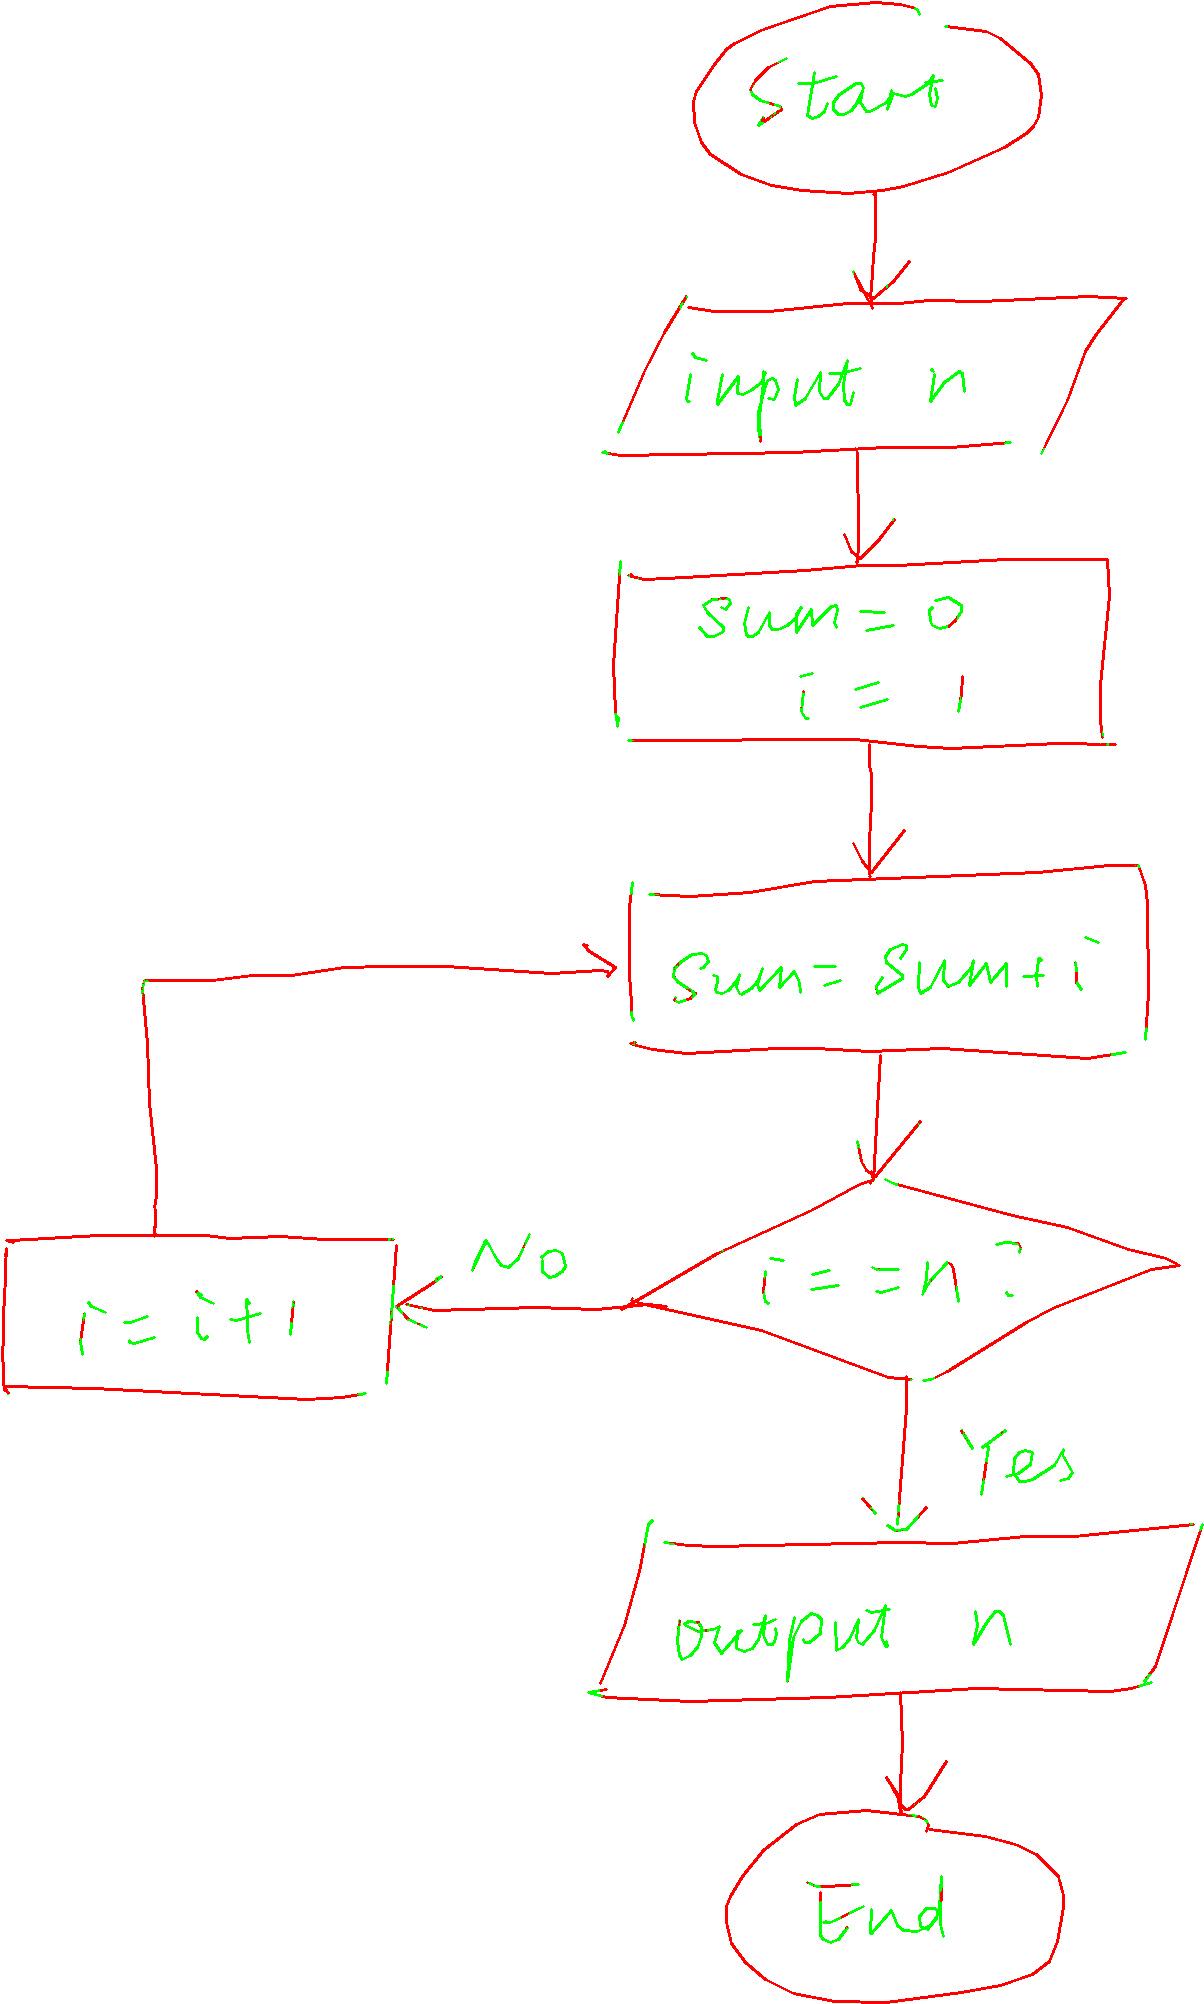 Start
input n
sum = 0
i = 1
Sum = Sum + i
i = = n ?
No
i = i + 1
Yes
output n
End